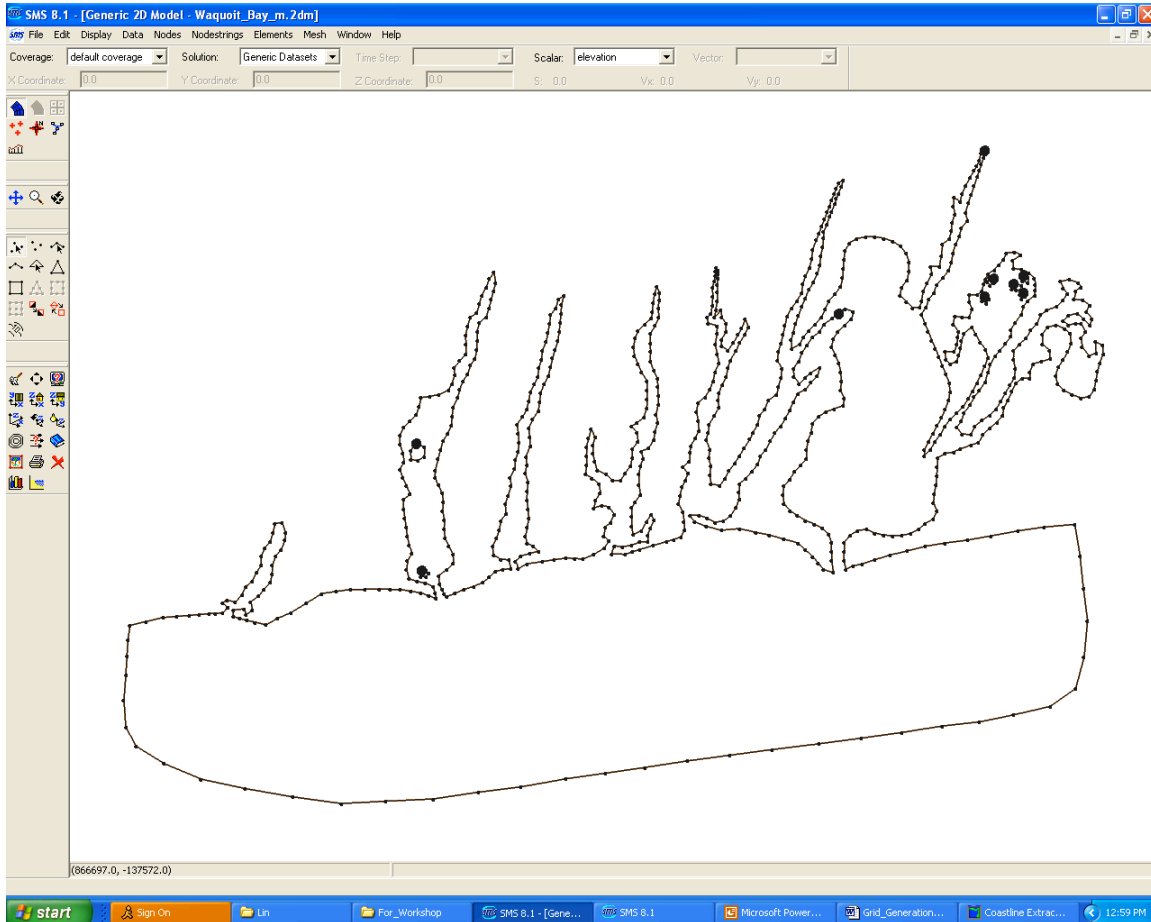 SMS 8.1 - [Generic 2D Model - Waquoit_Bay_m.2dm]
sms File Edit Display Data Nodes Nodestrings Elements Mesh Window Help
Coverage: default coverage Solution: Generic Datasets Time Step: Scalar: elevation Vector:
X Coordinate: 0.0 Y Coordinate: 0.0 Z Coordinate: 0.0 S: 0.0 Vx: 0.0 Vy: 0.0
(866697.0, -137572.0)
start Sign On Lin For_Workshop SMS 8.1 - [Gene... SMS 8.1 Microsoft Power... Grid_Generation... Coastline Extrac... 12:59 PM